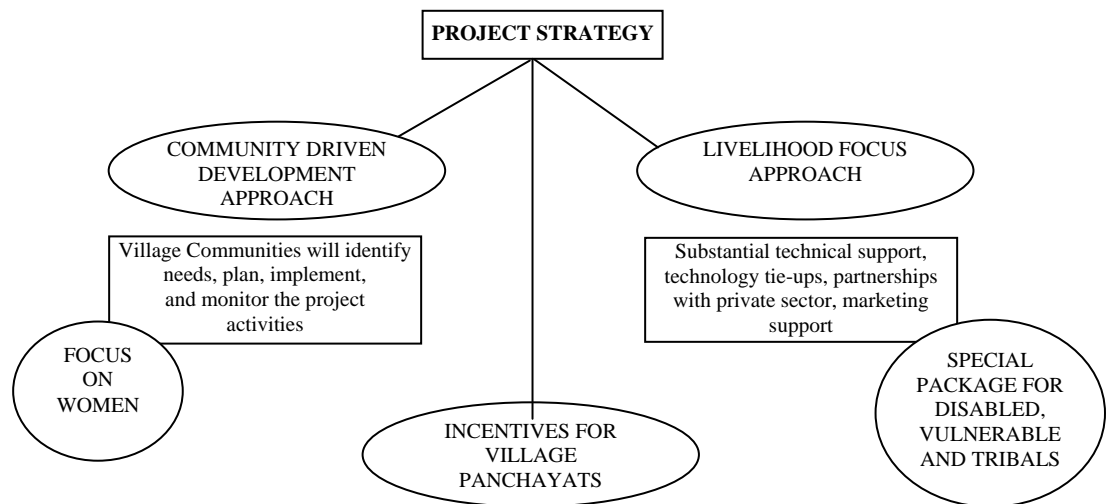 PROJECT STRATEGY
COMMUNITY DRIVEN
DEVELOPMENT
APPROACH
LIVELIHOOD FOCUS
APPROACH
Village Communities will identify
needs, plan, implement,
and monitor the project
activities
Substantial technical support,
technology tie-ups, partnerships
with private sector, marketing
support
FOCUS
ON
WOMEN
INCENTIVES FOR
VILLAGE
PANCHAYATS
SPECIAL
PACKAGE FOR
DISABLED,
VULNERABLE
AND TRIBALS